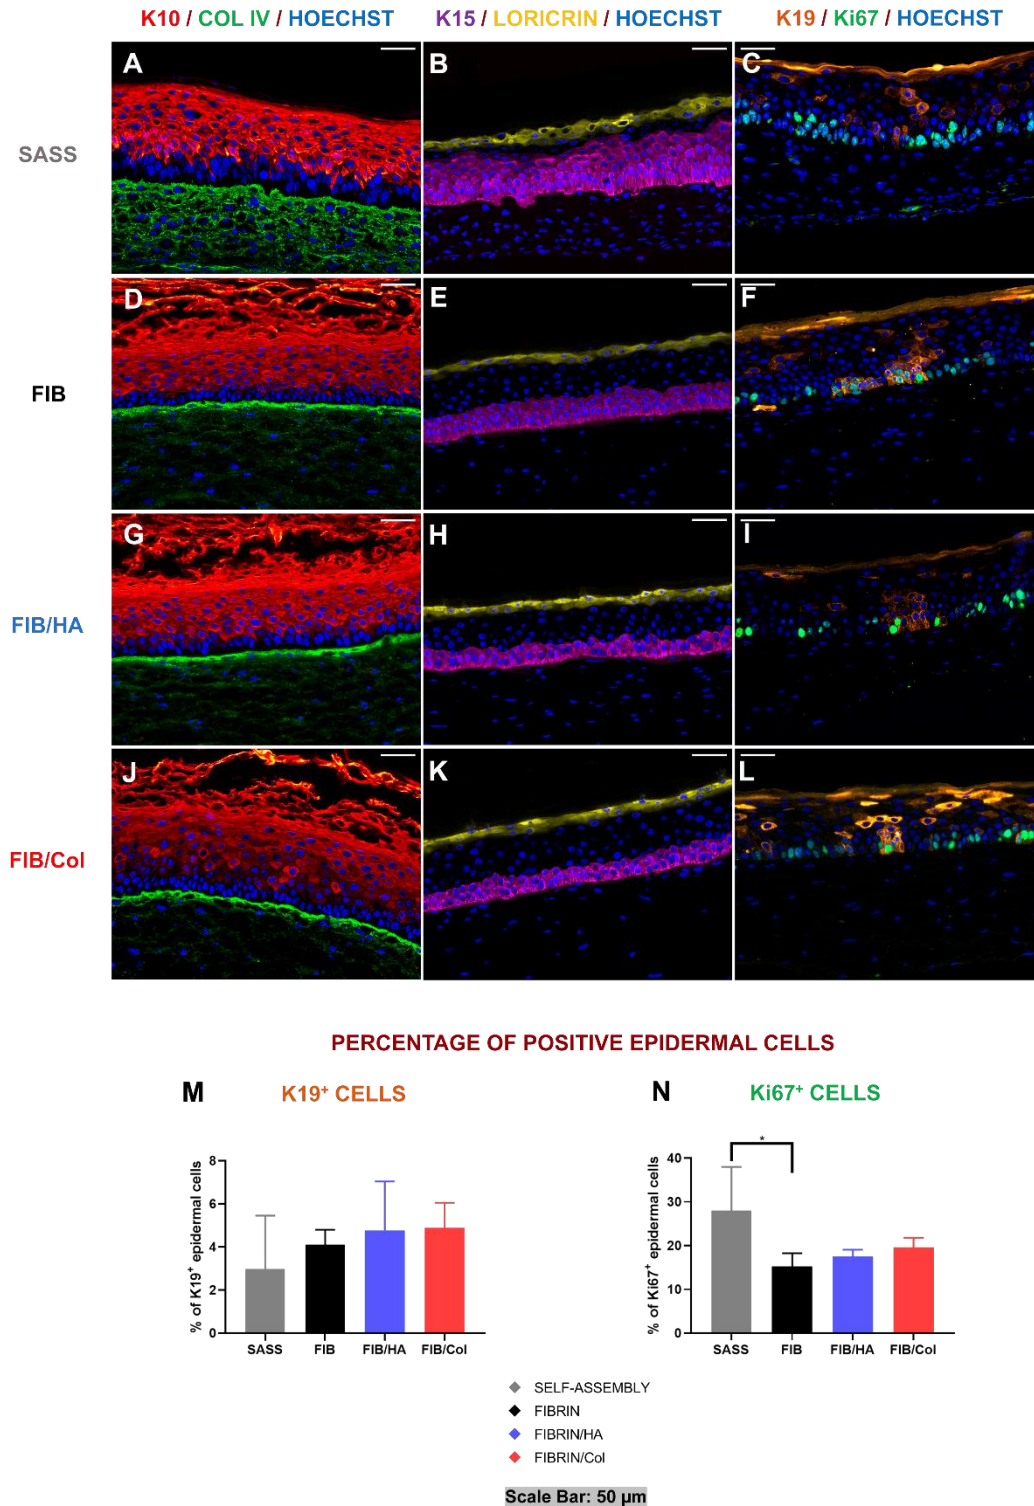 K10 / COL IV / HOECHST
K15 / LORICRIN / HOECHST
K19 / Ki67 / HOECHST
A
B
C
SASS
D
E
F
FIB
G
H
I
FIB/HA
J
K
L
FIB/Col
PERCENTAGE OF POSITIVE EPIDERMAL CELLS
M
K19⁺ CELLS
% of K19⁺ epidermal cells
8
6
4
2
0
SASS
FIB
FIB/HA
FIB/Col
N
Ki67⁺ CELLS
% of Ki67⁺ epidermal cells
40
30
20
10
0
*
SASS
FIB
FIB/HA
FIB/Col
SELF-ASSEMBLY
FIBRIN
FIBRIN/HA
FIBRIN/Col
Scale Bar: 50 µm